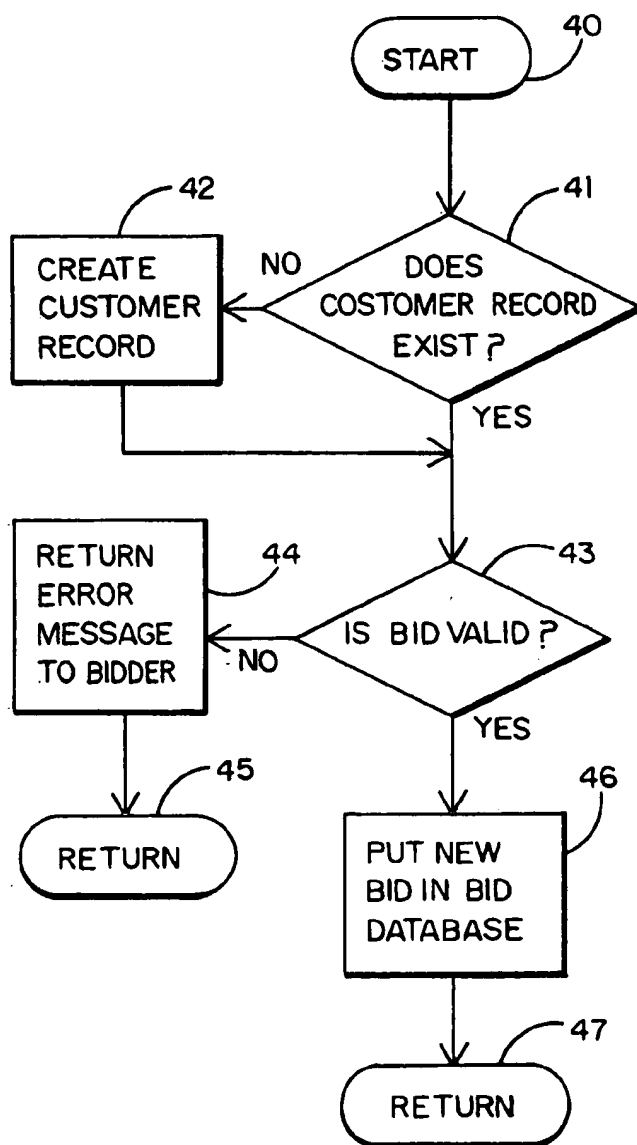 40
START
42
41
CREATE
CUSTOMER
RECORD
NO
DOES
COSTOMER RECORD
EXIST?
YES
RETURN
ERROR
MESSAGE
TO BIDDER
44
43
NO
IS BID VALID?
YES
45
RETURN
46
PUT NEW
BID IN BID
DATABASE
47
RETURN